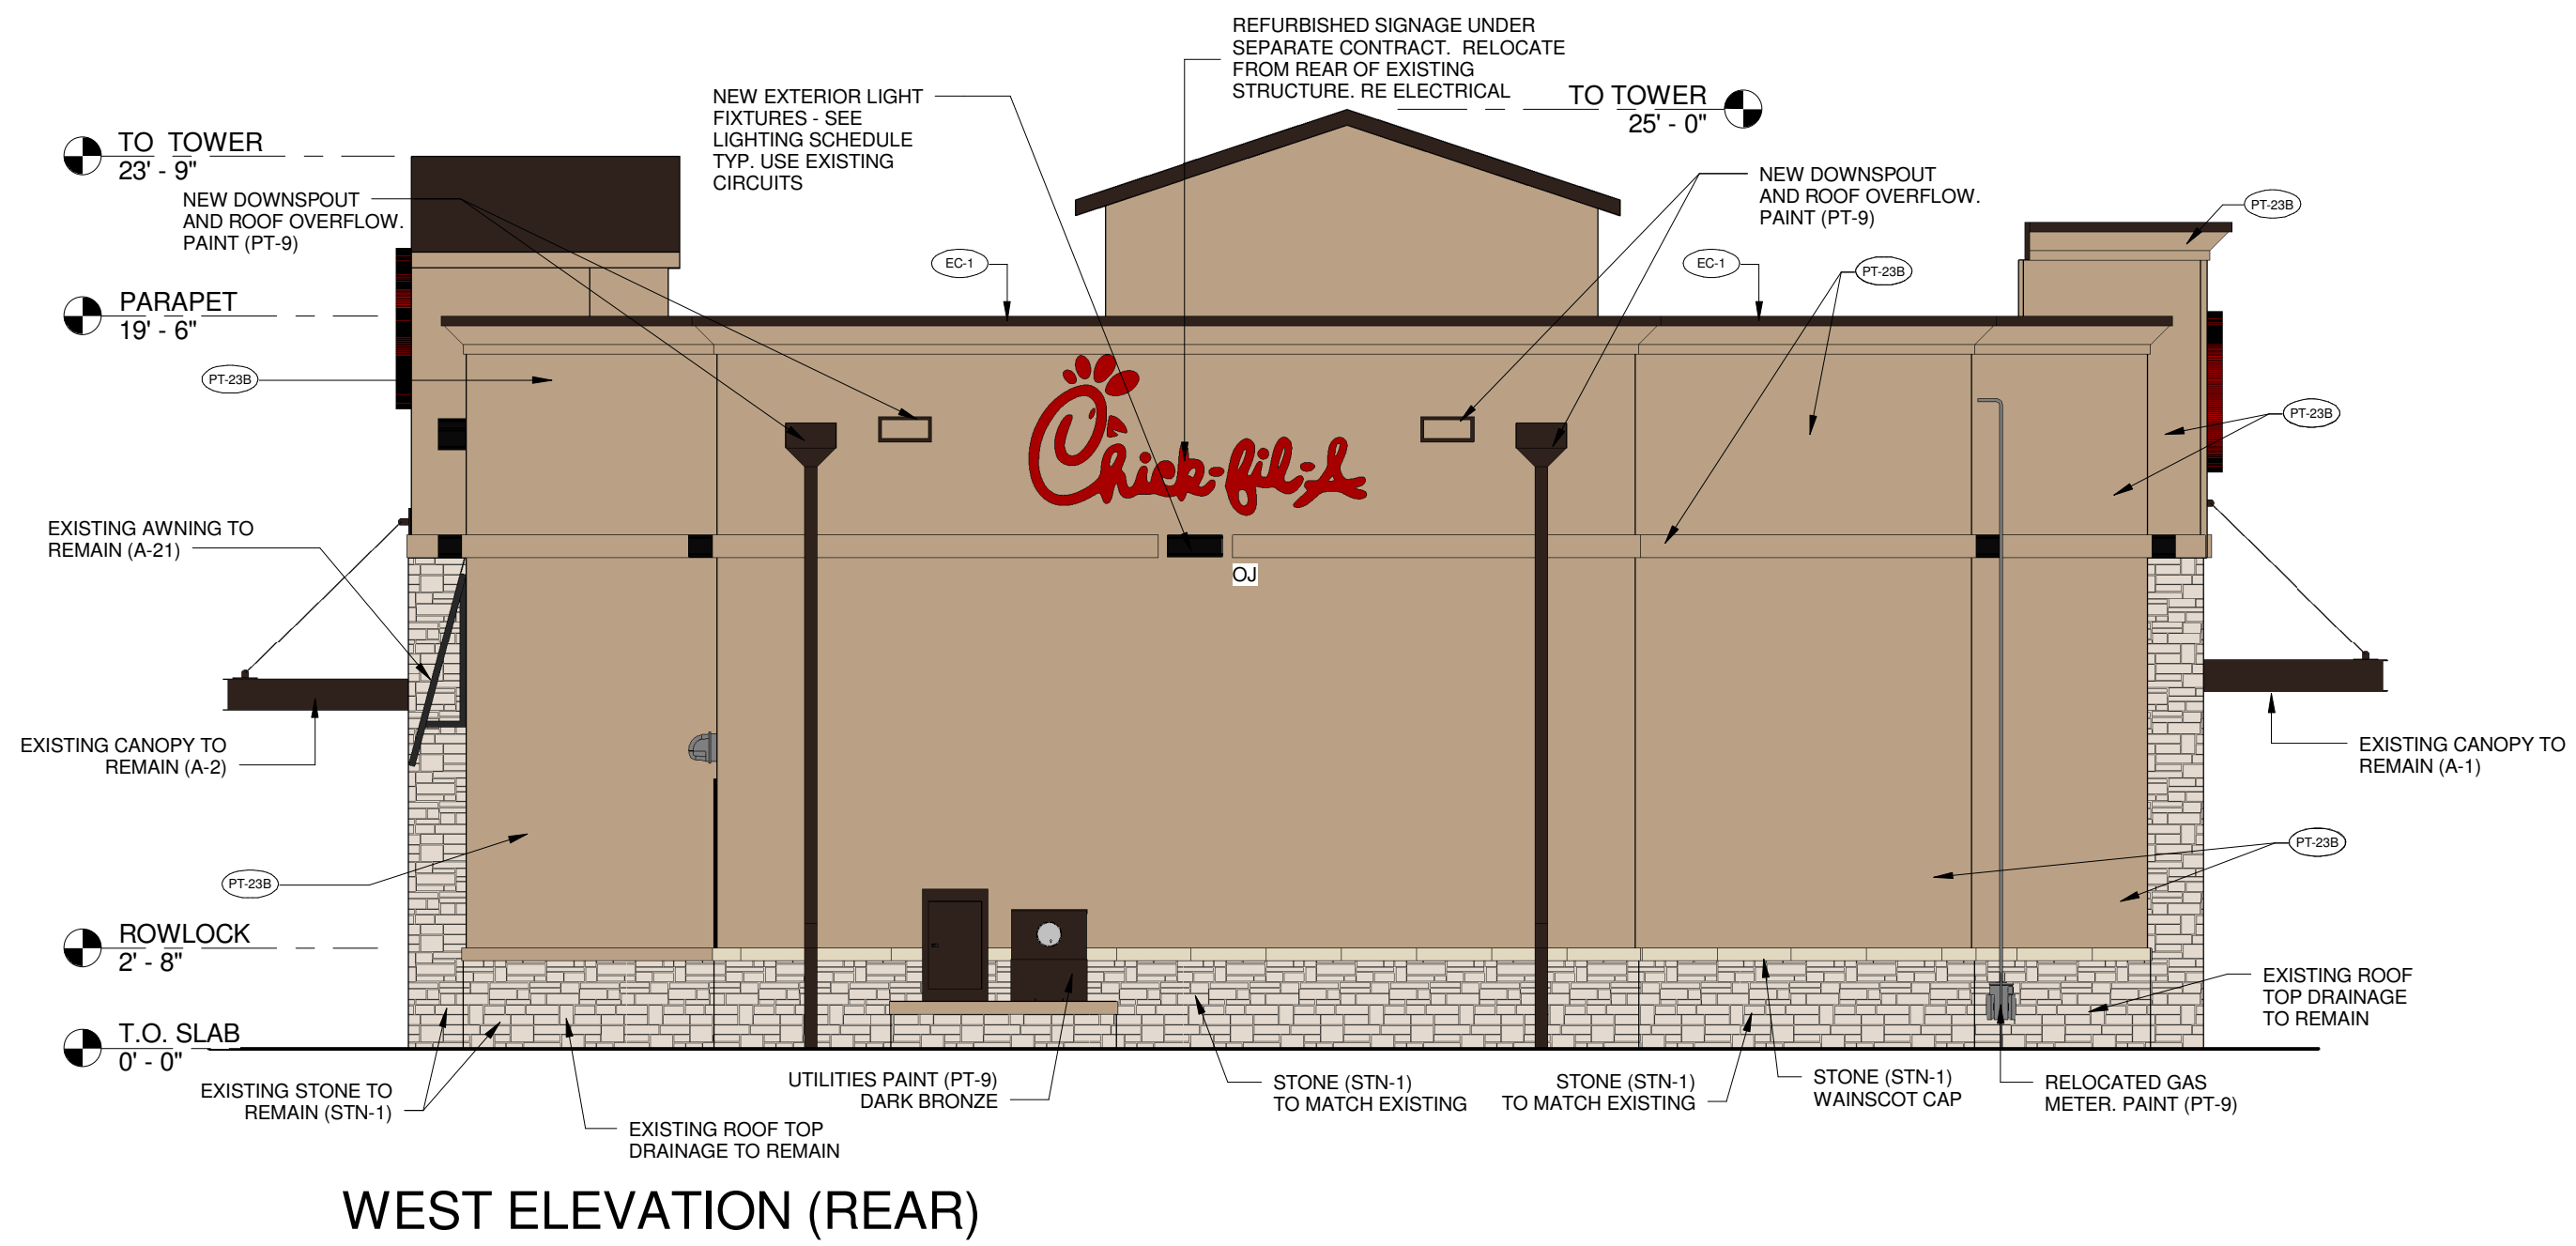 REFURBISHED SIGNAGE UNDER
SEPARATE CONTRACT. RELOCATE
FROM REAR OF EXISTING
STRUCTURE. RE ELECTRICAL
NEW EXTERIOR LIGHT
FIXTURES - SEE
LIGHTING SCHEDULE
TYP. USE EXISTING
CIRCUITS
TO TOWER
25' - 0"
TO TOWER
23' - 9"
NEW DOWNSPOUT
AND ROOF OVERFLOW.
PAINT (PT-9)
NEW DOWNSPOUT
AND ROOF OVERFLOW.
PAINT (PT-9)
PT-23B
EC-1
EC-1
PT-23B
PARAPET
19' - 6"
PT-23B
Chick-fil-A
PT-23B
EXISTING AWNING TO
REMAIN (A-21)
OJ
EXISTING CANOPY TO
REMAIN (A-2)
EXISTING CANOPY TO
REMAIN (A-1)
PT-23B
PT-23B
ROWLOCK
2' - 8"
EXISTING ROOF
TOP DRAINAGE
TO REMAIN
T.O. SLAB
0' - 0"
EXISTING STONE TO
REMAIN (STN-1)
EXISTING ROOF TOP
DRAINAGE TO REMAIN
UTILITIES PAINT (PT-9)
DARK BRONZE
STONE (STN-1)
TO MATCH EXISTING
STONE (STN-1)
TO MATCH EXISTING
STONE (STN-1)
WAINSCOT CAP
RELOCATED GAS
METER. PAINT (PT-9)
WEST ELEVATION (REAR)